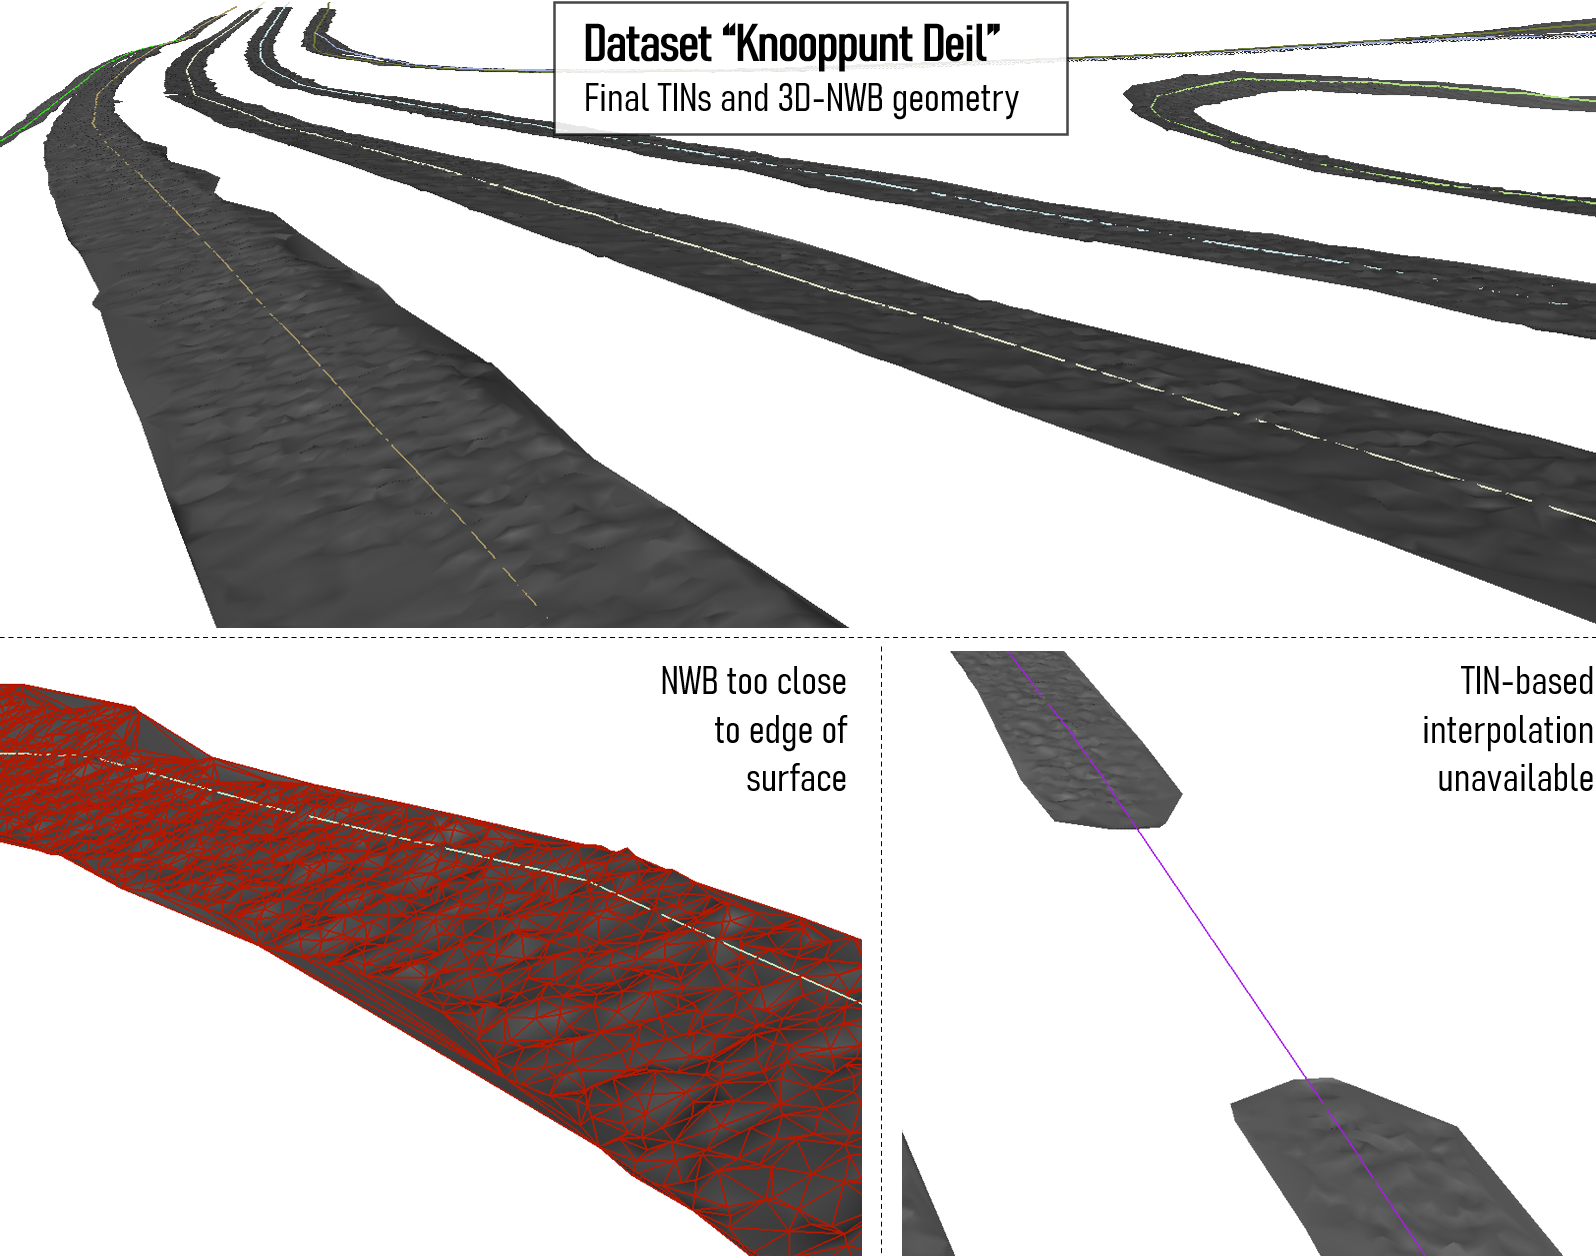 Dataset “Knooppunt Deil”
Final TINs and 3D-NWB geometry
NWB too close
to edge of
surface
TIN-based
interpolation
unavailable